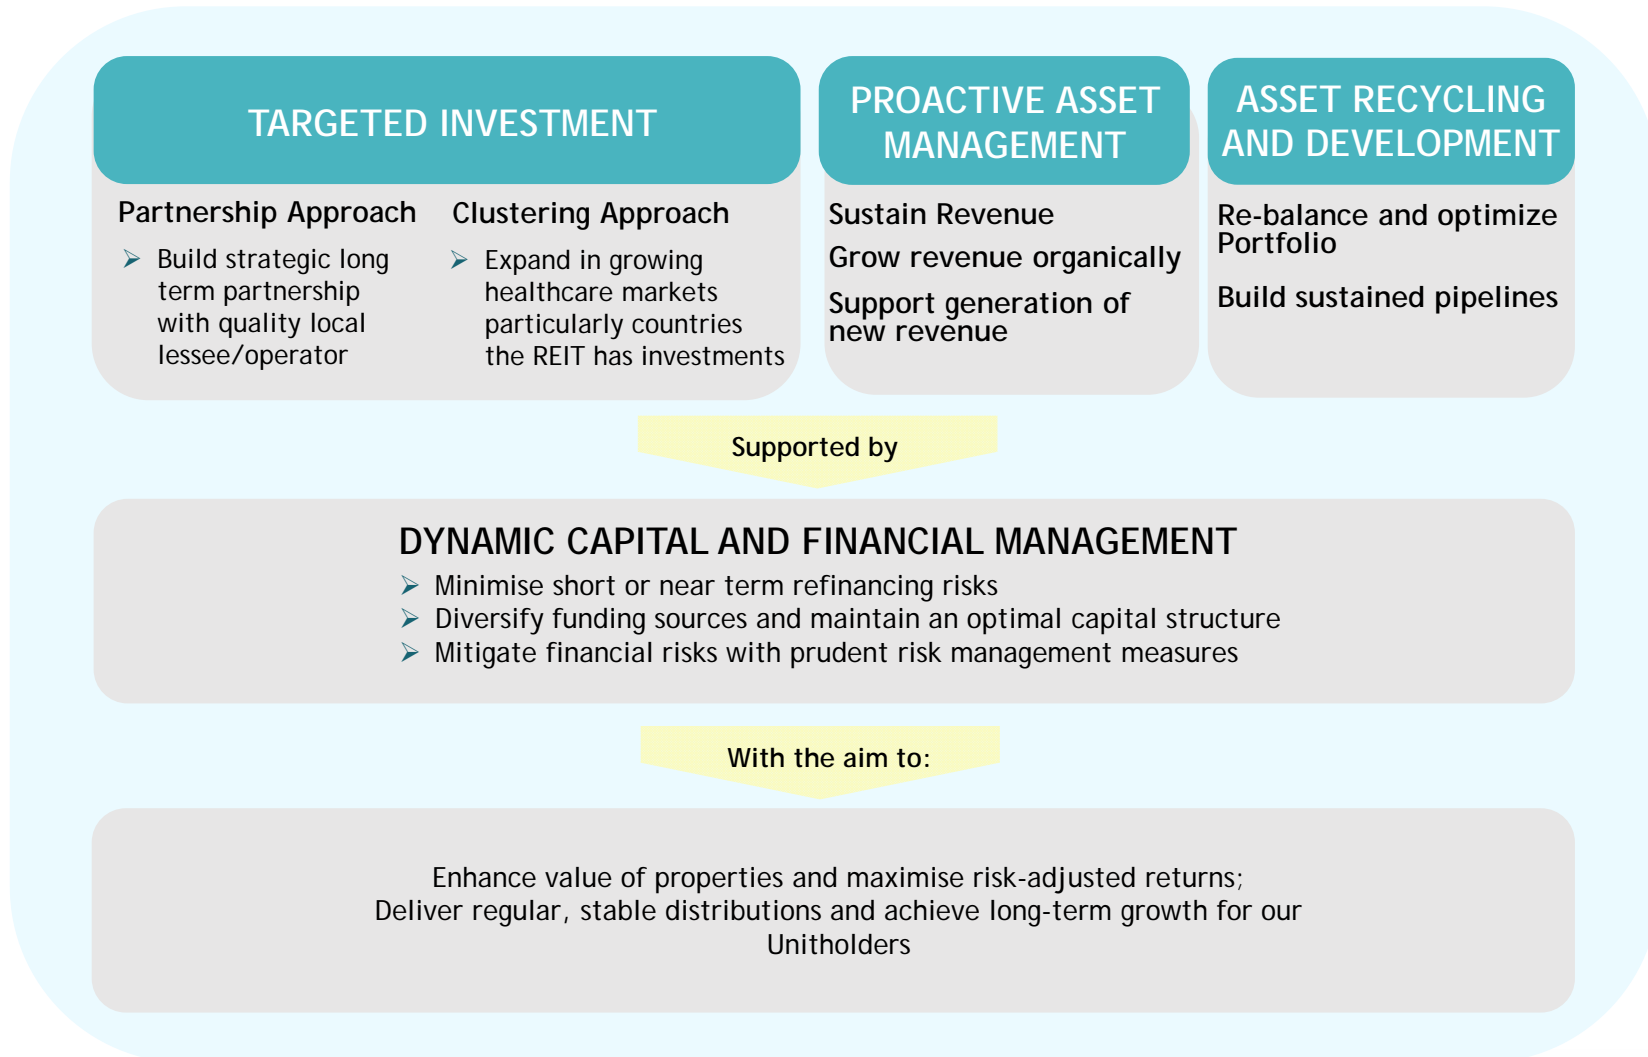 TARGETED INVESTMENT
Partnership Approach
➢ Build strategic long
term partnership
with quality local
lessee/operator
Clustering Approach
➢ Expand in growing
healthcare markets
particularly countries
the REIT has investments
PROACTIVE ASSET
MANAGEMENT
Sustain Revenue
Grow revenue organically
Support generation of
new revenue
ASSET RECYCLING
AND DEVELOPMENT
Re-balance and optimize
Portfolio
Build sustained pipelines
Supported by
DYNAMIC CAPITAL AND FINANCIAL MANAGEMENT
➢ Minimise short or near term refinancing risks
➢ Diversify funding sources and maintain an optimal capital structure
➢ Mitigate financial risks with prudent risk management measures
With the aim to:
Enhance value of properties and maximise risk-adjusted returns;
Deliver regular, stable distributions and achieve long-term growth for our
Unitholders